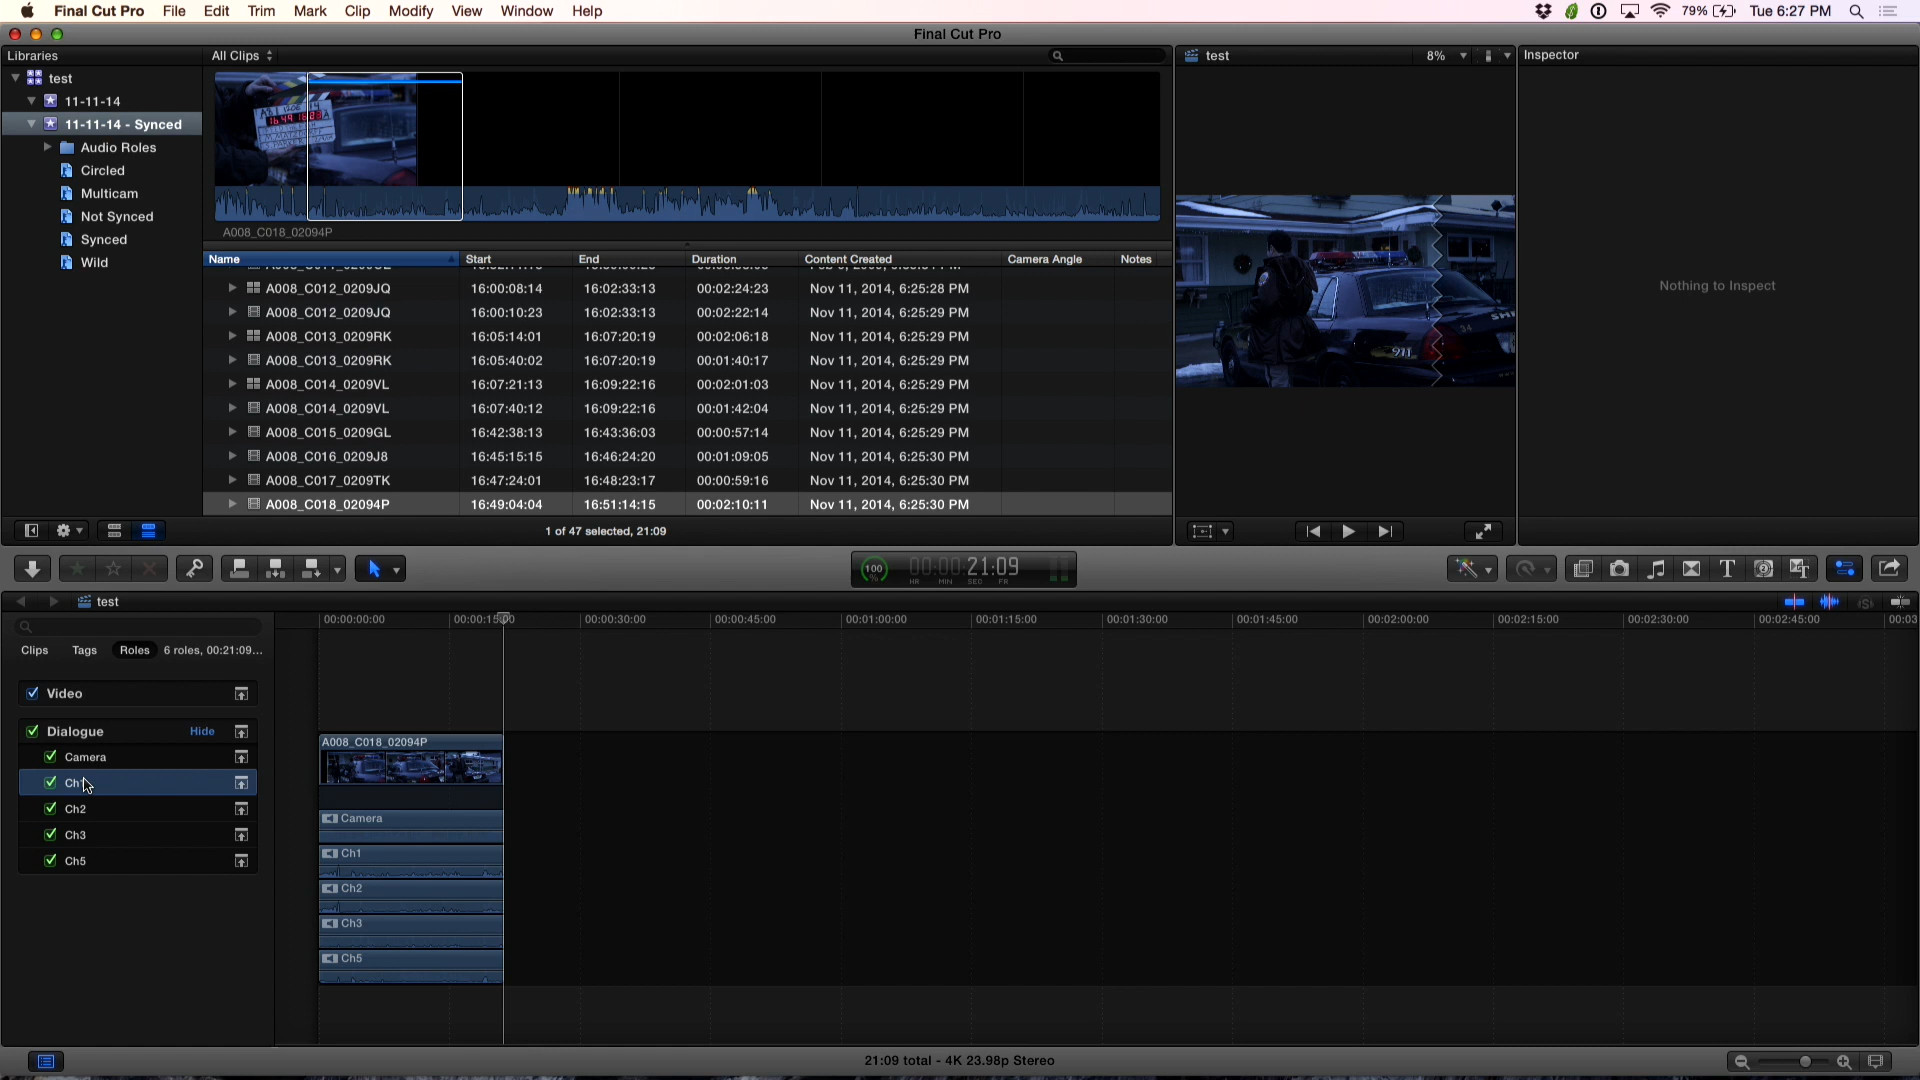 Final Cut Pro File Edit Trim Mark Clip Modify View Window Help 79% Tue 6:27 PM
Final Cut Pro
Libraries All Clips test 8% Inspector
test
11-11-14
11-11-14 - Synced
Audio Roles
Circled
Multicam
Not Synced
Synced
Wild
A008_C018_02094P
Name Start End Duration Content Created Camera Angle Notes
A008_C012_0209JQ 16:00:08:14 16:02:33:13 00:02:24:23 Nov 11, 2014, 6:25:28 PM
A008_C012_0209JQ 16:00:10:23 16:02:33:13 00:02:22:14 Nov 11, 2014, 6:25:29 PM
A008_C013_0209RK 16:05:14:01 16:07:20:19 00:02:06:18 Nov 11, 2014, 6:25:29 PM
A008_C013_0209RK 16:05:40:02 16:07:20:19 00:01:40:17 Nov 11, 2014, 6:25:29 PM
A008_C014_0209VL 16:07:21:13 16:09:22:16 00:02:01:03 Nov 11, 2014, 6:25:29 PM
A008_C014_0209VL 16:07:40:12 16:09:22:16 00:01:42:04 Nov 11, 2014, 6:25:29 PM
A008_C015_0209GL 16:42:38:13 16:43:36:03 00:00:57:14 Nov 11, 2014, 6:25:29 PM
A008_C016_0209J8 16:45:15:15 16:46:24:20 00:01:09:05 Nov 11, 2014, 6:25:30 PM
A008_C017_0209TK 16:47:24:01 16:48:23:17 00:00:59:16 Nov 11, 2014, 6:25:30 PM
A008_C018_02094P 16:49:04:04 16:51:14:15 00:02:10:11 Nov 11, 2014, 6:25:30 PM
Nothing to Inspect
911
34
1 of 47 selected, 21:09
100 % 00:00:21:09
HR MIN SEC FR
test
00:00:00:00 00:00:15 00:00:30:00 00:00:45:00 00:01:00:00 00:01:15:00 00:01:30:00 00:01:45:00 00:02:00:00 00:02:15:00 00:02:30:00 00:02:45:00 00:03
Clips Tags Roles 6 roles, 00:21:09...
Video
Dialogue Hide
Camera
Ch1
Ch2
Ch3
Ch5
A008_C018_02094P
Camera
Ch1
Ch2
Ch3
Ch5
21:09 total - 4K 23.98p Stereo